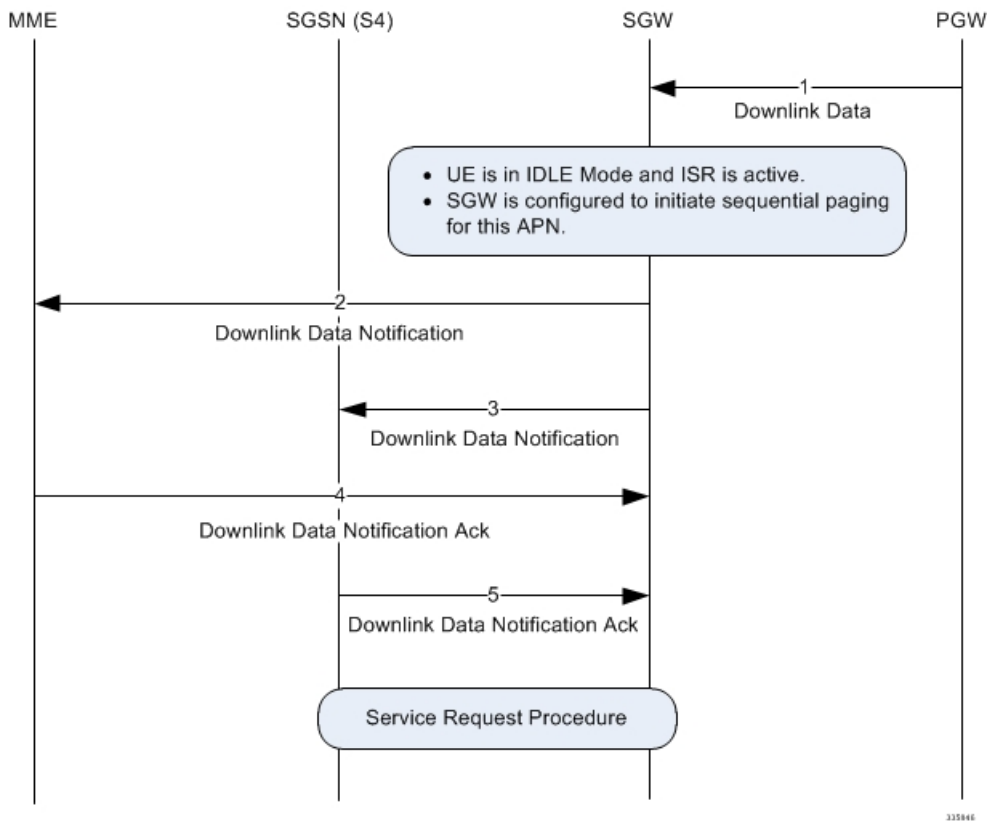 MME
SGSN (S4)
SGW
PGW
1
Downlink Data
• UE is in IDLE Mode and ISR is active.
• SGW is configured to initiate sequential paging
for this APN.
2
Downlink Data Notification
3
Downlink Data Notification
4
Downlink Data Notification Ack
5
Downlink Data Notification Ack
Service Request Procedure
335946